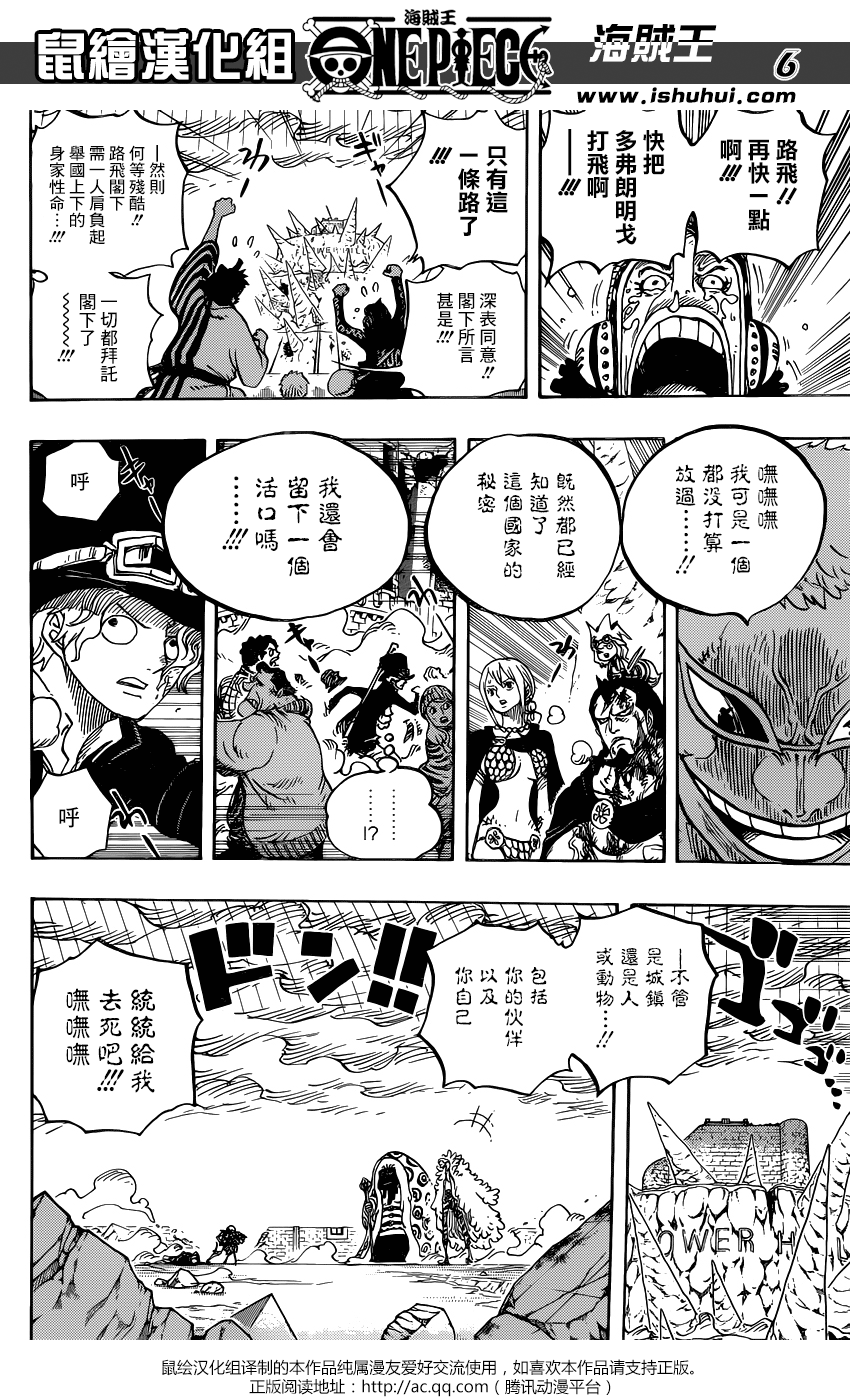 鼠繪漢化組
海賊王
ONE PIECE
海賊王
6
www.ishuhui.com
路飛!!
再快一點
啊!!!
快把
多弗朗明戈
打飛啊
——!!!
只有這
一條路了
!!!
—然則
何等殘酷!!
路飛閣下
需一人肩負起
舉國上下的
身家性命…!!!
深表同意!!
閣下所言
甚是!!!
一切都拜託
閣下了
~~~~~!!!
OWER HILL
嘸嘸嘸
我可是一個
都没打算
放過……!!
既然都已經
知道了
這個國家的
秘密
我還會
留下一個
活口嗎
……!!!
………
……!?
呼
呼
ゴゴゴ
—不管
是城鎮
還是人
或動物…!!
包括
你的伙伴
以及
你自己
OWER HIL
ドン!!
統統給我
去死吧!!!
嘸嘸嘸
鼠绘汉化组译制的本作品纯属漫友爱好交流使用，如喜欢本作品请支持正版。
正版阅读地址：http://ac.qq.com（腾讯动漫平台）